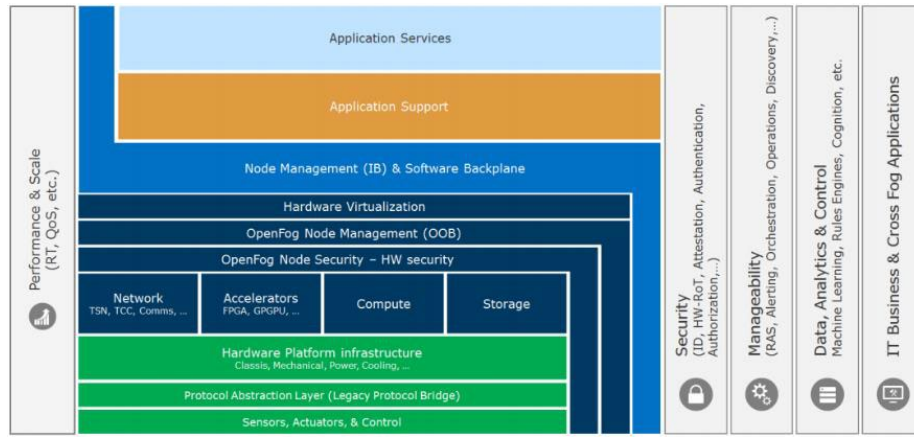 Performance & Scale
(RT, QoS, etc.)
Application Services
Application Support
Node Management (IB) & Software Backplane
Hardware Virtualization
OpenFog Node Management (OOB)
OpenFog Node Security – HW security
Network
TSN, TCC, Comms, ...
Accelerators
FPGA, GPGPU, ...
Compute
Storage
Hardware Platform infrastructure
Classis, Mechanical, Power, Cooling, ...
Protocol Abstraction Layer (Legacy Protocol Bridge)
Sensors, Actuators, & Control
Security
(ID, HW-RoT, Attestation, Authentication,
Authorization,...)
Manageability
(RAS, Alerting, Orchestration, Operations, Discovery,...)
Data, Analytics & Control
Machine Learning, Rules Engines, Cognition, etc.
IT Business & Cross Fog Applications